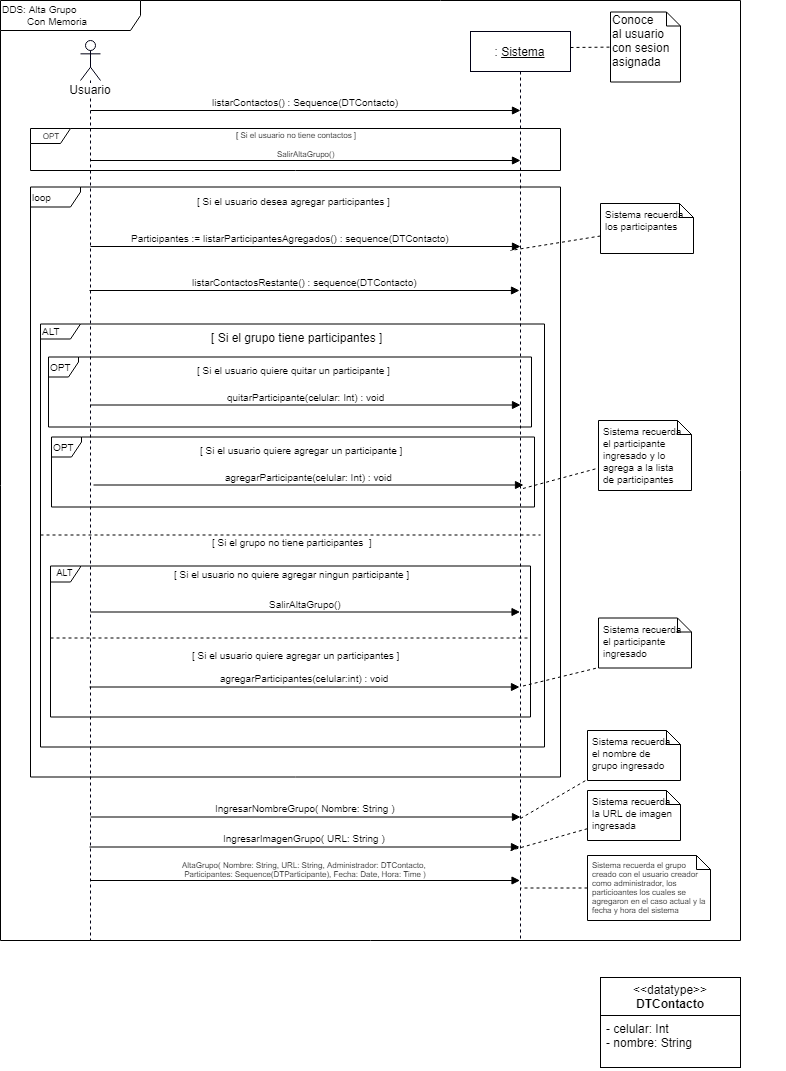 DDS: Alta Grupo
Con Memoria
Usuario
: Sistema
Conoce
al usuario
con sesion
asignada
listarContactos() : Sequence(DTContacto)
OPT
[ Si el usuario no tiene contactos ]
SalirAltaGrupo()
loop
[ Si el usuario desea agregar participantes ]
Sistema recuerda
los participantes
Participantes := listarParticipantesAgregados() : sequence(DTContacto)
listarContactosRestante() : sequence(DTContacto)
ALT
[ Si el grupo tiene participantes ]
OPT
[ Si el usuario quiere quitar un participante ]
quitarParticipante(celular: Int) : void
OPT
[ Si el usuario quiere agregar un participante ]
agregarParticipante(celular: Int) : void
Sistema recuerda
el participante
ingresado y lo
agrega a la lista
de participantes
[ Si el grupo no tiene participantes ]
ALT
[ Si el usuario no quiere agregar ningun participante ]
SalirAltaGrupo()
[ Si el usuario quiere agregar un participantes ]
agregarParticipantes(celular:int) : void
Sistema recuerda
el participante
ingresado
Sistema recuerda
el nombre de
grupo ingresado
IngresarNombreGrupo( Nombre: String )
Sistema recuerda
la URL de imagen
ingresada
IngresarImagenGrupo( URL: String )
AltaGrupo( Nombre: String, URL: String, Administrador: DTContacto,
Participantes: Sequence(DTParticipante), Fecha: Date, Hora: Time )
Sistema recuerda el grupo
creado con el usuario creador
como administrador, los
particioantes los cuales se
agregaron en el caso actual y la
fecha y hora del sistema
<<datatype>>
DTContacto
- celular: Int
- nombre: String